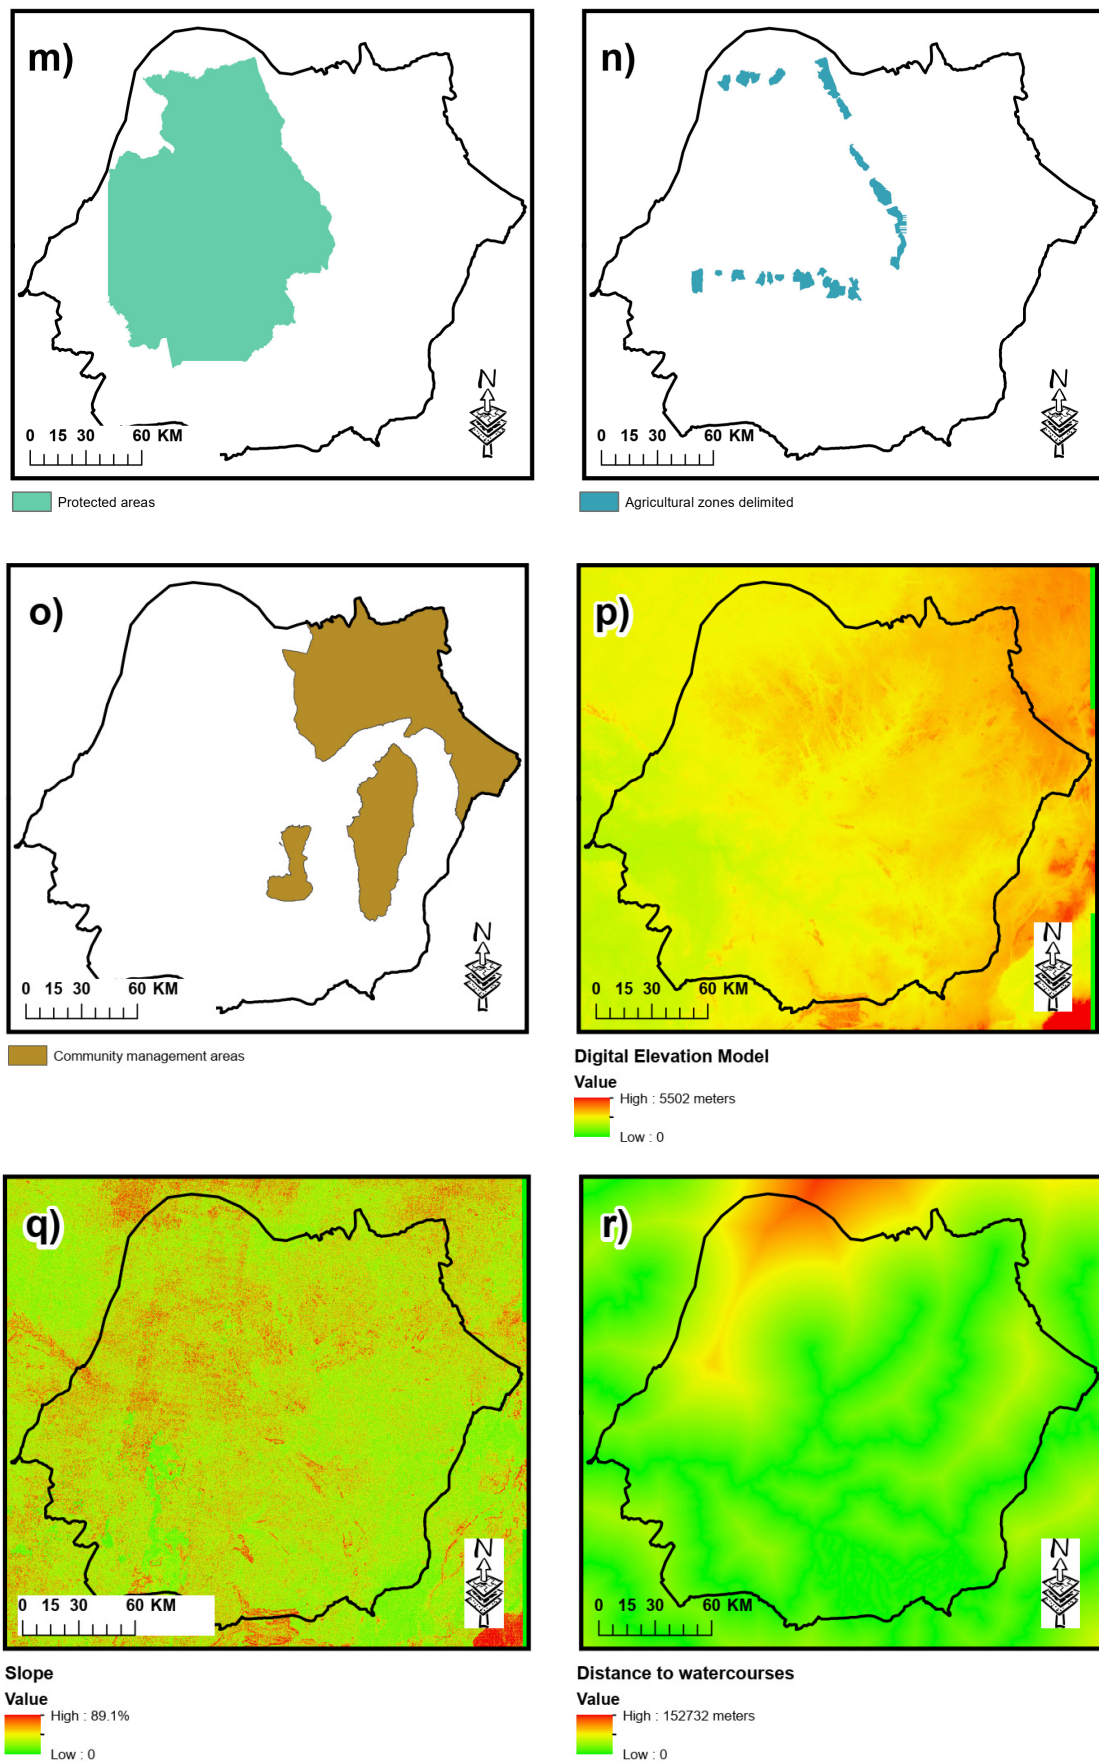 m)
N
0 15 30 60 KM
Protected areas
n)
N
0 15 30 60 KM
Agricultural zones delimited
o)
N
0 15 30 60 KM
Community management areas
p)
N
0 15 30 60 KM
Digital Elevation Model
Value
High : 5502 meters
Low : 0
q)
N
0 15 30 60 KM
Slope
Value
High : 89.1%
Low : 0
r)
N
0 15 30 60 KM
Distance to watercourses
Value
High : 152732 meters
Low : 0